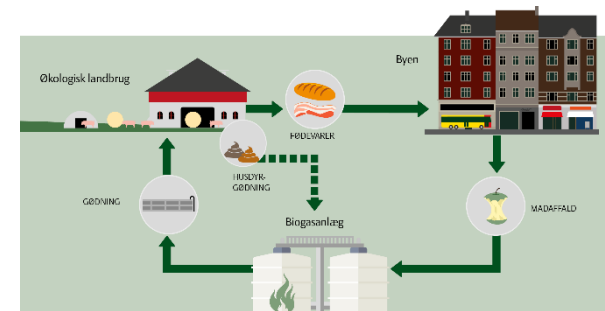 Økologisk landbrug
Byen
FØDEVARER
HUSDYR-
GØDNING
GØDNING
MADAFFALD
Biogasanlæg